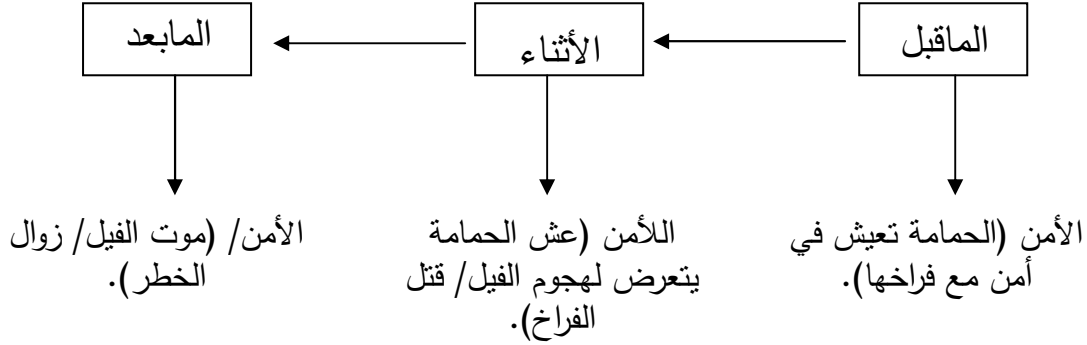 الماقبل
الأثناء
المابعد
الأمن (الحمامة تعيش في
أمن مع فراخها).
اللأمن (عش الحمامة
يتعرض لهجوم الفيل/ قتل
الفراخ).
الأمن/ (موت الفيل/ زوال
الخطر).